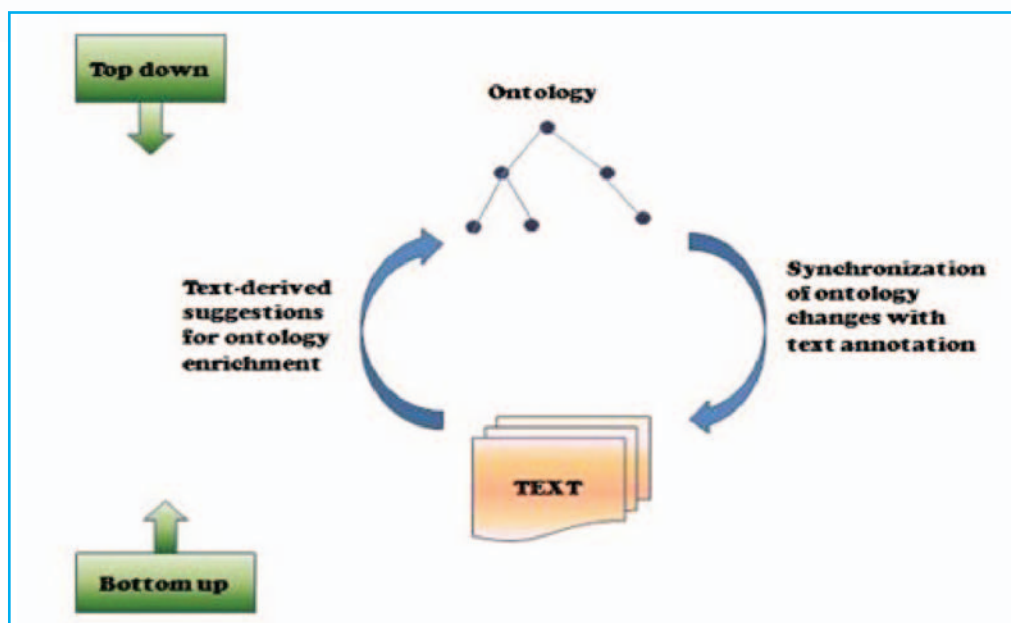 Top down
Ontology
Text-derived
suggestions
for ontology
enrichment
Synchronization
of ontology
changes with
text annotation
TEXT
Bottom up